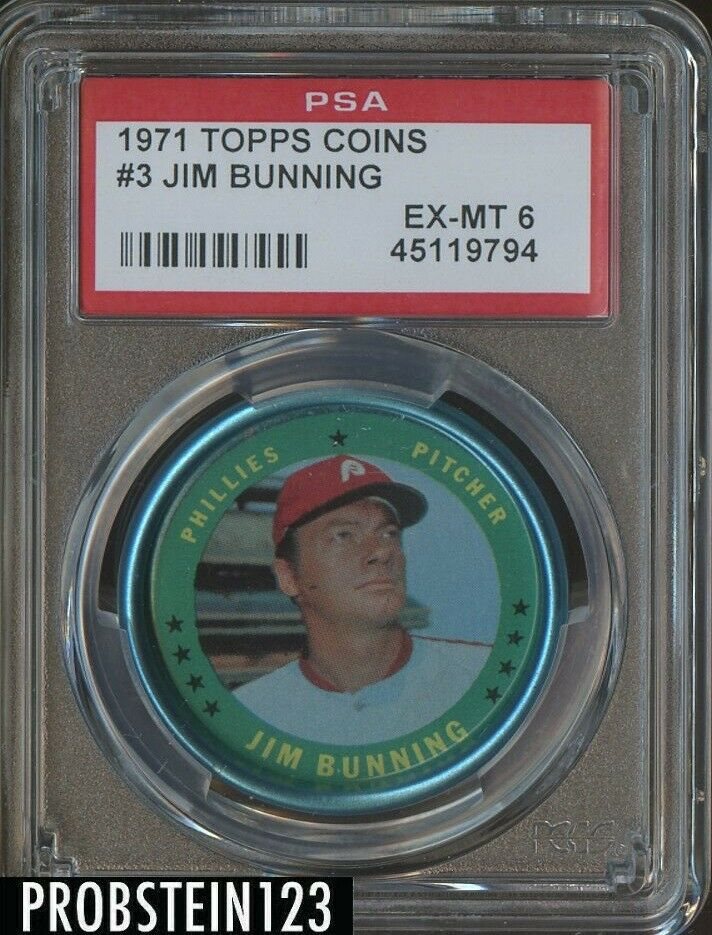 PSA
1971 TOPPS COINS
#3 JIM BUNNING
EX-MT 6
45119794
PHILLIES ★ PITCHER
JIM BUNNING
PROBSTEIN123